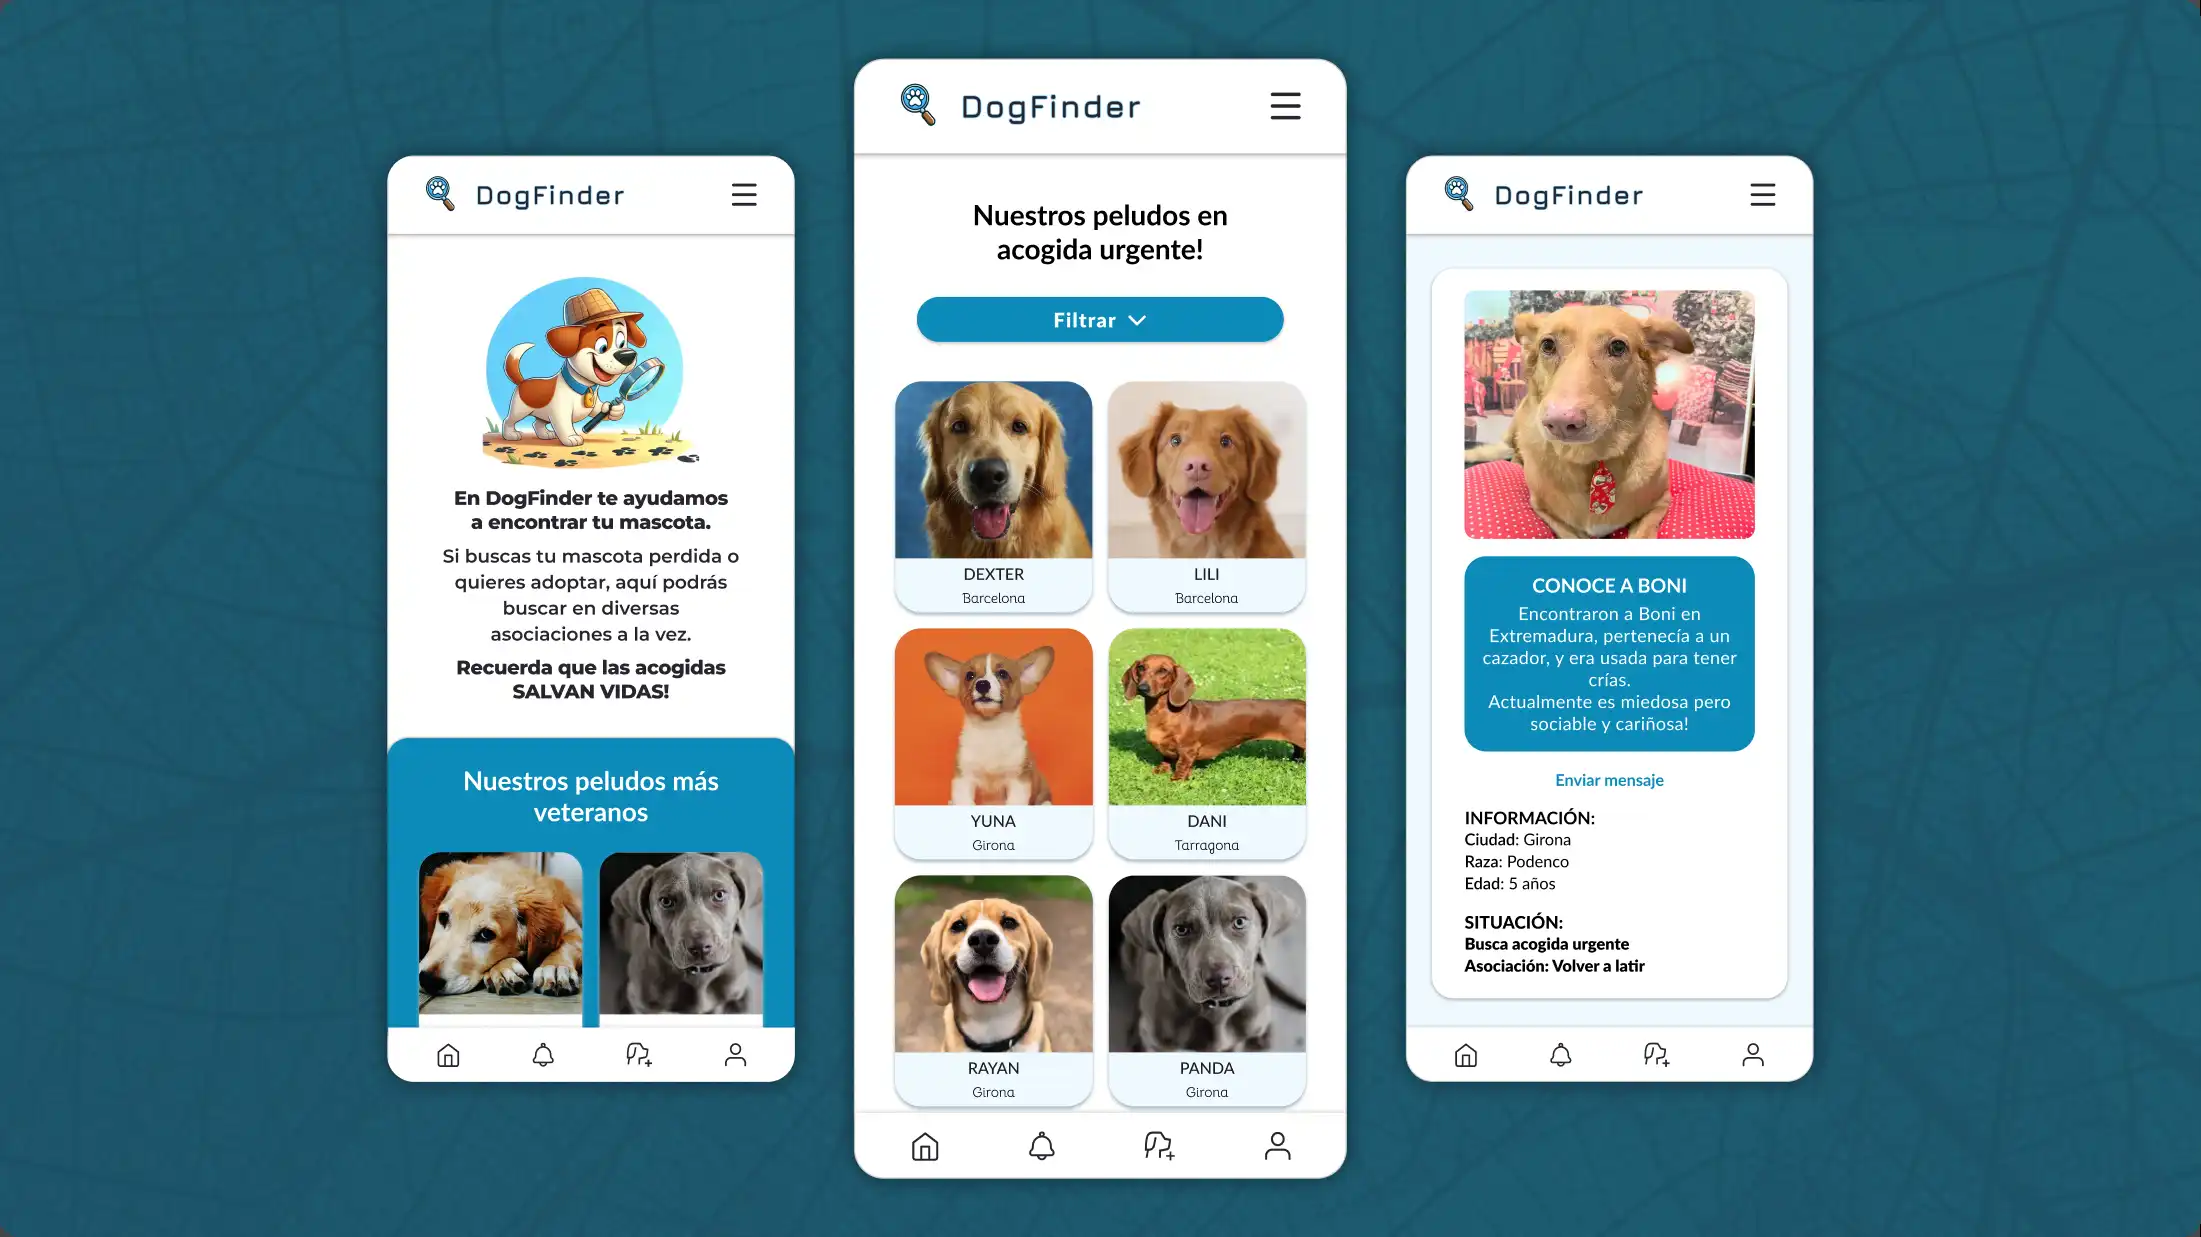 DogFinder
En DogFinder te ayudamos
a encontrar tu mascota.
Si buscas tu mascota perdida o
quieres adoptar, aquí podrás
buscar en diversas
asociaciones a la vez.
Recuerda que las acogidas
SALVAN VIDAS!
Nuestros peludos más
veteranos
DogFinder
Nuestros peludos en
acogida urgente!
Filtrar
DEXTER
Barcelona
LILI
Barcelona
YUNA
Girona
DANI
Tarragona
RAYAN
Girona
PANDA
Girona
DogFinder
CONOCE A BONI
Encontraron a Boni en
Extremadura, pertenecía a un
cazador, y era usada para tener
crías.
Actualmente es miedosa pero
sociable y cariñosa!
Enviar mensaje
INFORMACIÓN:
Ciudad: Girona
Raza: Podenco
Edad: 5 años
SITUACIÓN:
Busca acogida urgente
Asociación: Volver a latir